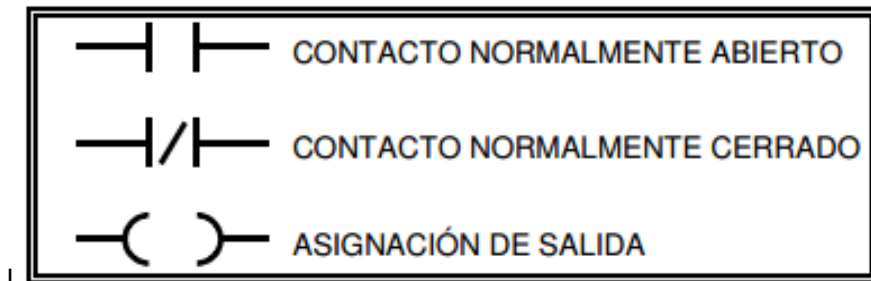 CONTACTO NORMALMENTE ABIERTO
CONTACTO NORMALMENTE CERRADO
ASIGNACIÓN DE SALIDA